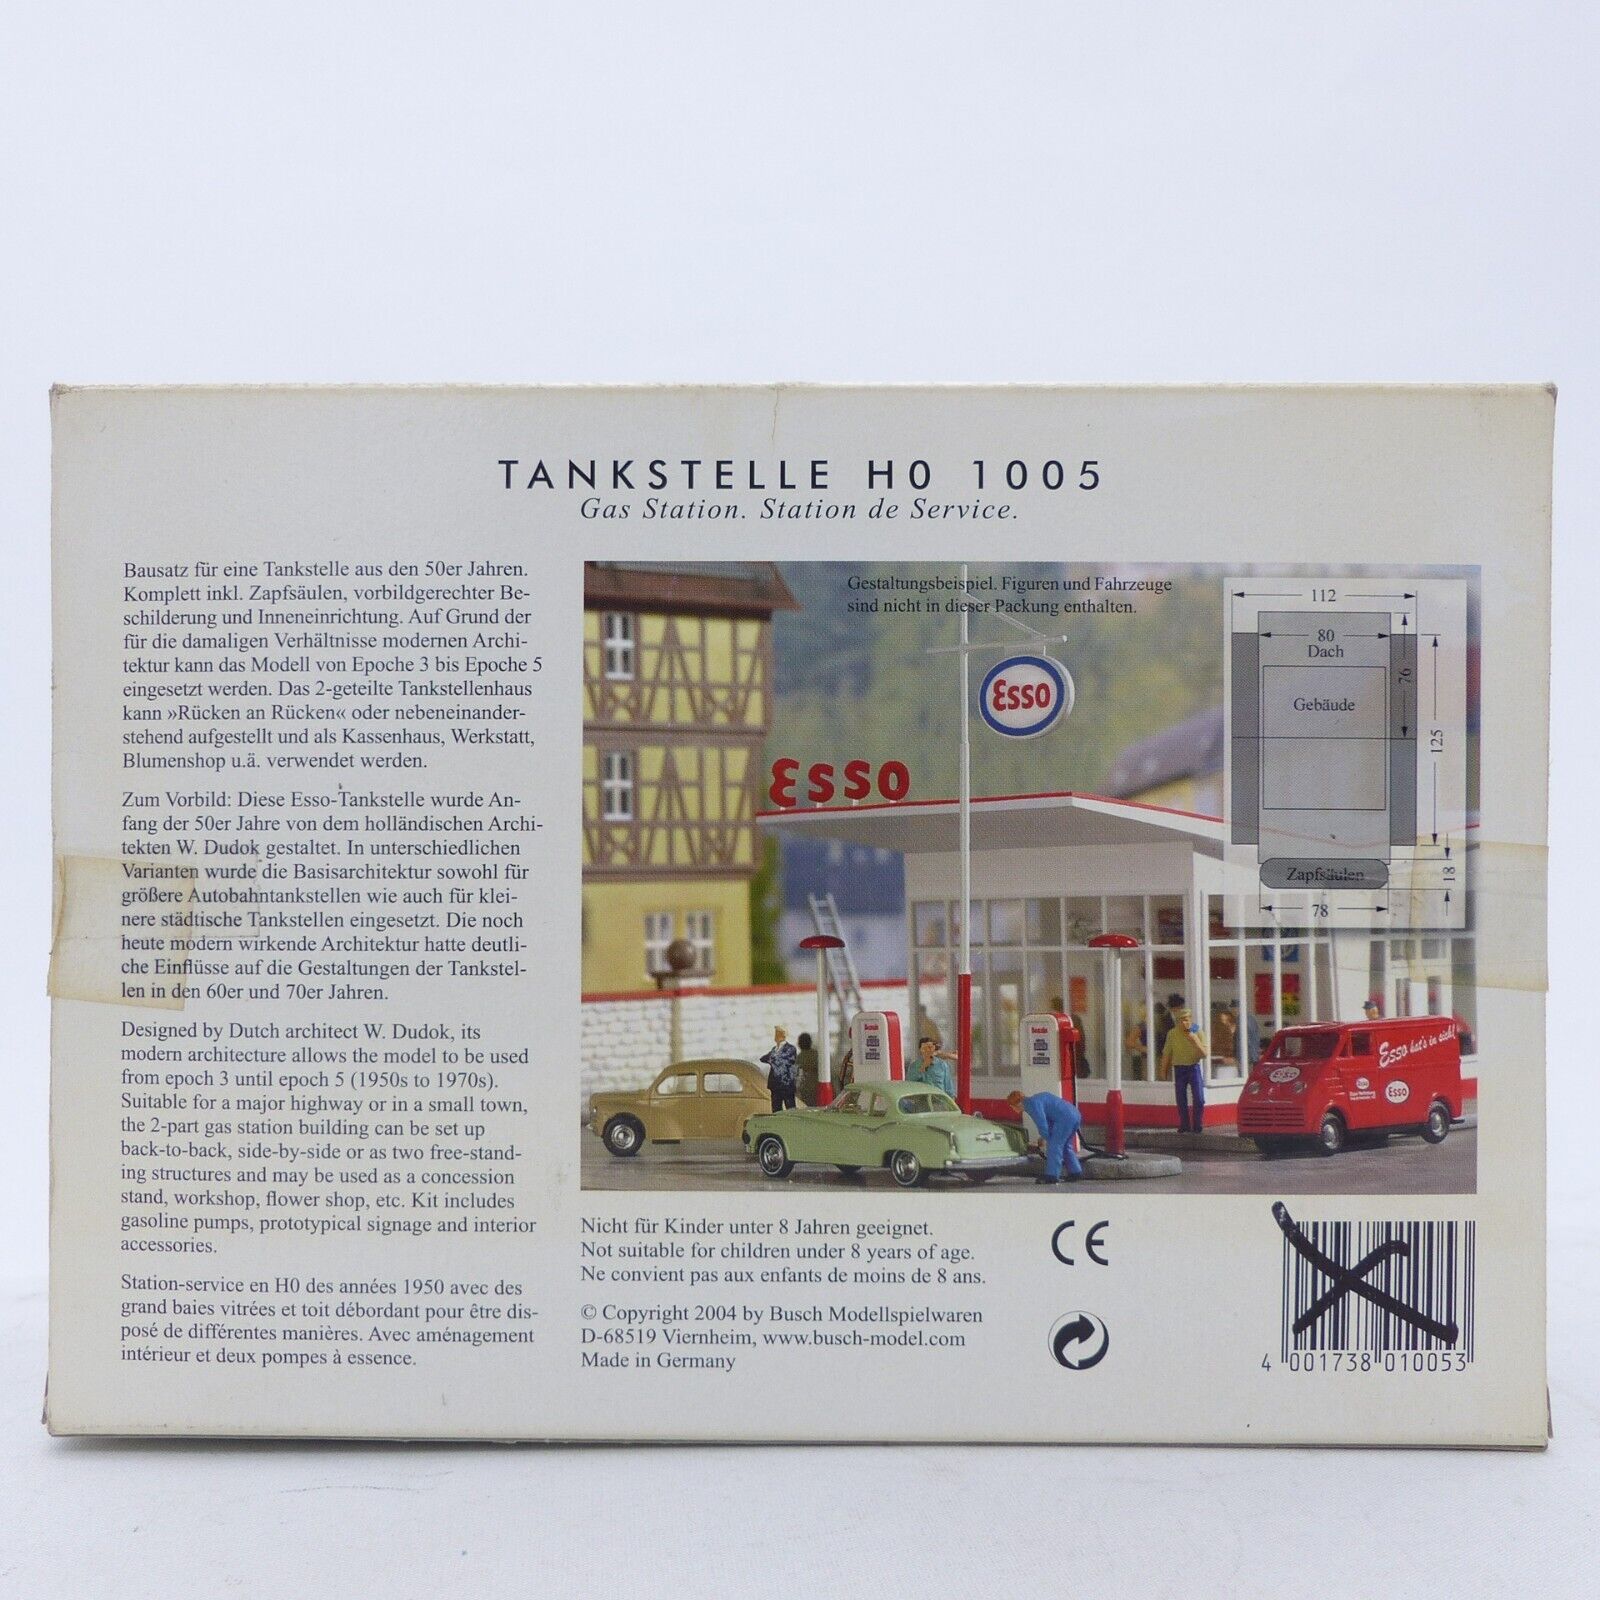 TANKSTELLE H0 1005
Gas Station. Station de Service.
Bausatz für eine Tankstelle aus den 50er Jahren.
Komplett inkl. Zapfsäulen, vorbildgerechter Be-
schilderung und Inneneinrichtung. Auf Grund der
für die damaligen Verhältnisse modernen Archi-
tektur kann das Modell von Epoche 3 bis Epoche 5
eingesetzt werden. Das 2-geteilte Tankstellenhaus
kann »Rücken an Rücken« oder nebeneinander-
stehend aufgestellt und als Kassenhaus, Werkstatt,
Blumenshop u.ä. verwendet werden.
Zum Vorbild: Diese Esso-Tankstelle wurde An-
fang der 50er Jahre von dem holländischen Archi-
tekten W. Dudok gestaltet. In unterschiedlichen
Varianten wurde die Basisarchitektur sowohl für
größere Autobahntankstellen wie auch für klei-
nere städtische Tankstellen eingesetzt. Die noch
heute modern wirkende Architektur hatte deutli-
che Einflüsse auf die Gestaltungen der Tankstel-
len in den 60er und 70er Jahren.
Designed by Dutch architect W. Dudok, its
modern architecture allows the model to be used
from epoch 3 until epoch 5 (1950s to 1970s).
Suitable for a major highway or in a small town,
the 2-part gas station building can be set up
back-to-back, side-by-side or as two free-stand-
ing structures and may be used as a concession
stand, workshop, flower shop, etc. Kit includes
gasoline pumps, prototypical signage and interior
accessories.
Station-service en H0 des années 1950 avec des
grand baies vitrées et toit débordant pour être dis-
posé de différentes manières. Avec aménagement
intérieur et deux pompes à essence.
Gestaltungsbeispiel. Figuren und Fahrzeuge
sind nicht in dieser Packung enthalten.
112
80
Dach
76
Gebäude
125
Zapfsäulen
18
78
Esso
ESSO
Esso hat's in sich!
Esso
Nicht für Kinder unter 8 Jahren geeignet.
Not suitable for children under 8 years of age.
Ne convient pas aux enfants de moins de 8 ans.
© Copyright 2004 by Busch Modellspielwaren
D-68519 Viernheim, www.busch-model.com
Made in Germany
CE
4 001738 010053